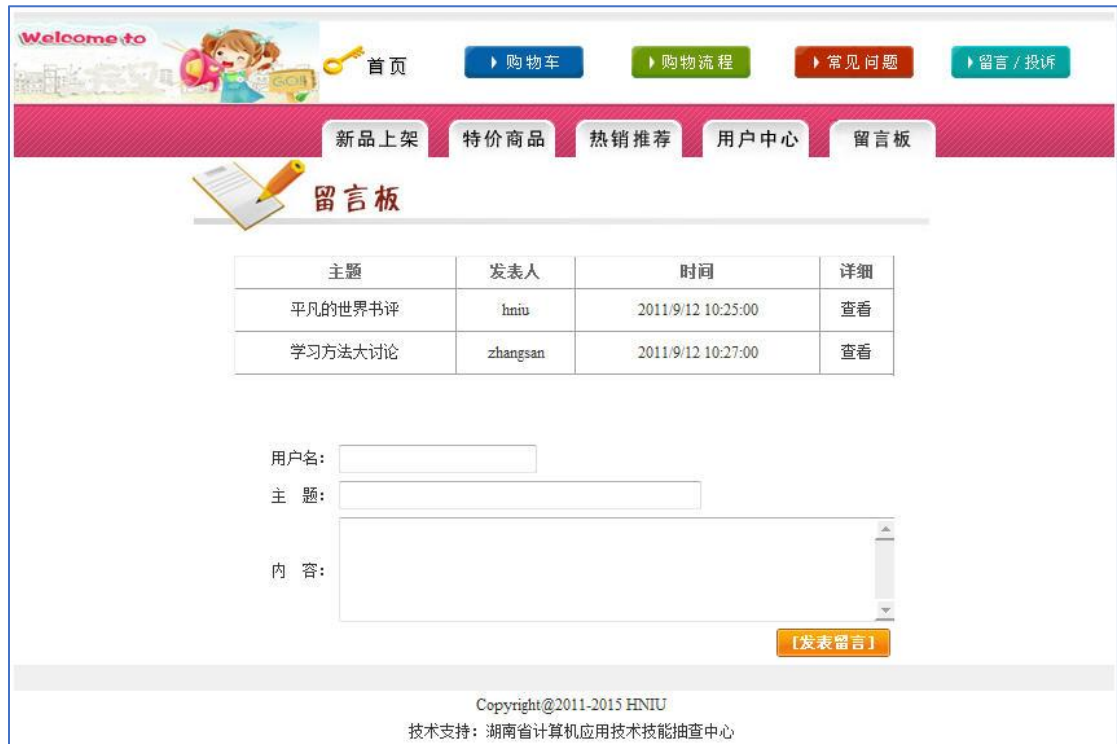 Welcome to
GO!!
首页
购物车
购物流程
常见问题
留言/投诉
新品上架 特价商品 热销推荐 用户中心 留言板
留言板
主题 发表人 时间 详细
平凡的世界书评 hniu 2011/9/12 10:25:00 查看
学习方法大讨论 zhangsan 2011/9/12 10:27:00 查看
用户名：
主 题：
内 容：
[发表留言]
Copyright@2011-2015 HNIU
技术支持：湖南省计算机应用技术技能抽查中心